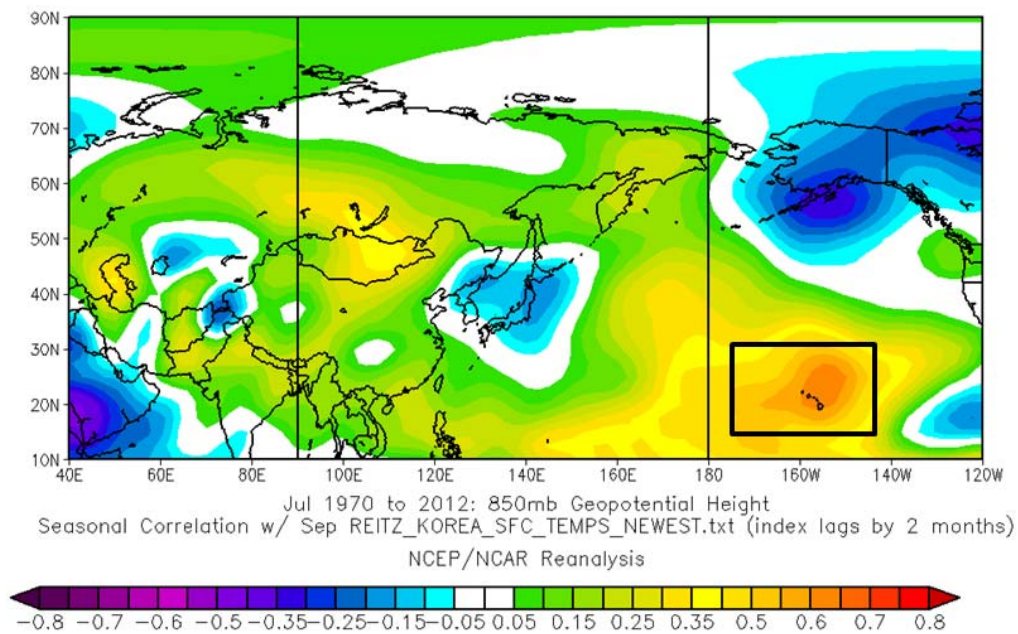 90N
80N
70N
60N
50N
40N
30N
20N
10N
40E 60E 80E 100E 120E 140E 160E 180 160W 140W 120W
Jul 1970 to 2012: 850mb Geopotential Height
Seasonal Correlation w/ Sep REITZ_KOREA_SFC_TEMPS_NEWEST.txt (index lags by 2 months)
NCEP/NCAR Reanalysis
-0.8 -0.7 -0.6 -0.5 -0.35 -0.25 -0.15 -0.05 0.05 0.15 0.25 0.35 0.5 0.6 0.7 0.8